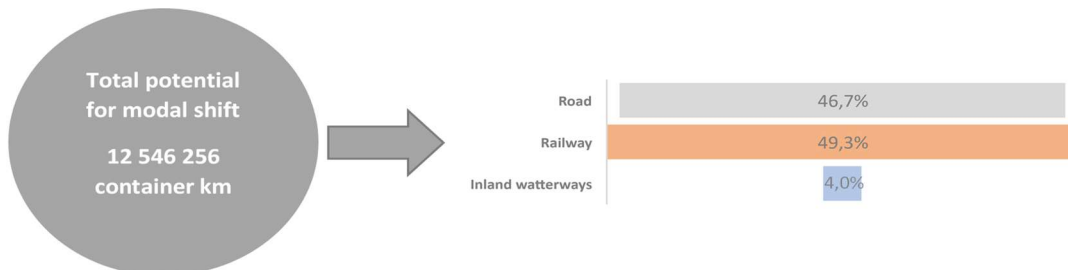 Total potential
for modal shift
12 546 256
container km
Road
46,7%
Railway
49,3%
Inland watterways
4,0%